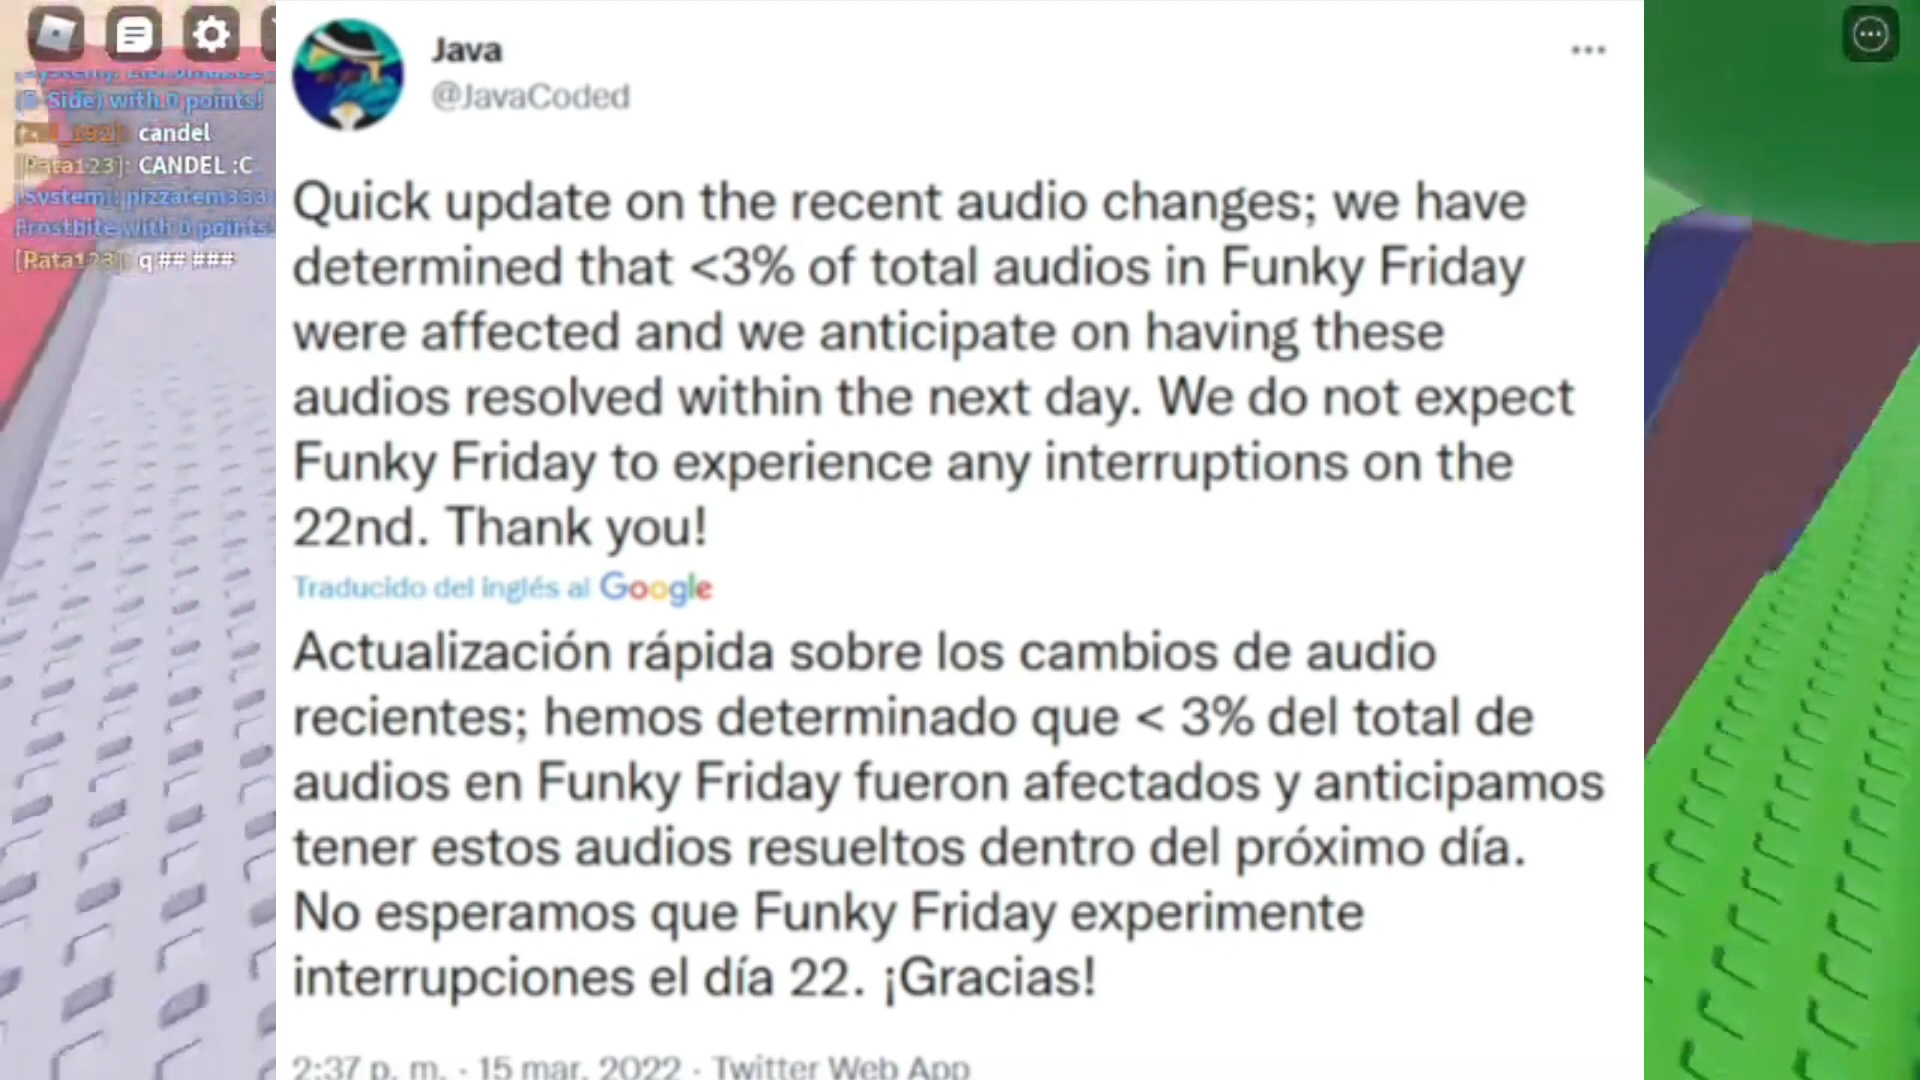 Java
@JavaCoded
Quick update on the recent audio changes; we have
determined that <3% of total audios in Funky Friday
were affected and we anticipate on having these
audios resolved within the next day. We do not expect
Funky Friday to experience any interruptions on the
22nd. Thank you!
Traducido del inglés al Google
Actualización rápida sobre los cambios de audio
recientes; hemos determinado que < 3% del total de
audios en Funky Friday fueron afectados y anticipamos
tener estos audios resueltos dentro del próximo día.
No esperamos que Funky Friday experimente
interrupciones el día 22. ¡Gracias!
2:37 p. m. · 15 mar. 2022 · Twitter Web App
Side) with 0 points!
candel
[Rata123]: CANDEL :C
[System]: pizzatem333
Frostbite with 0 points!
[Rata123]: q ## ###